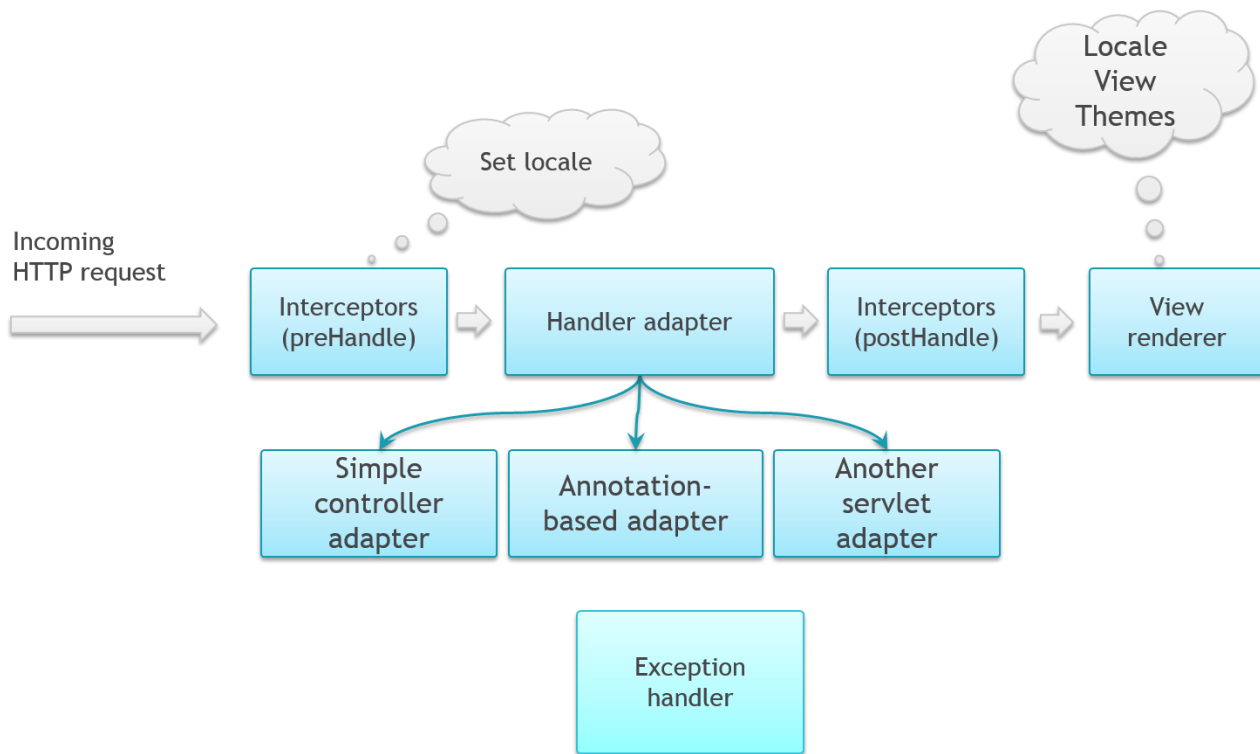 Locale
View
Themes
Set locale
Incoming
HTTP request
Interceptors
(preHandle)
Handler adapter
Interceptors
(postHandle)
View
renderer
Simple
controller
adapter
Annotation-
based adapter
Another
servlet
adapter
Exception
handler